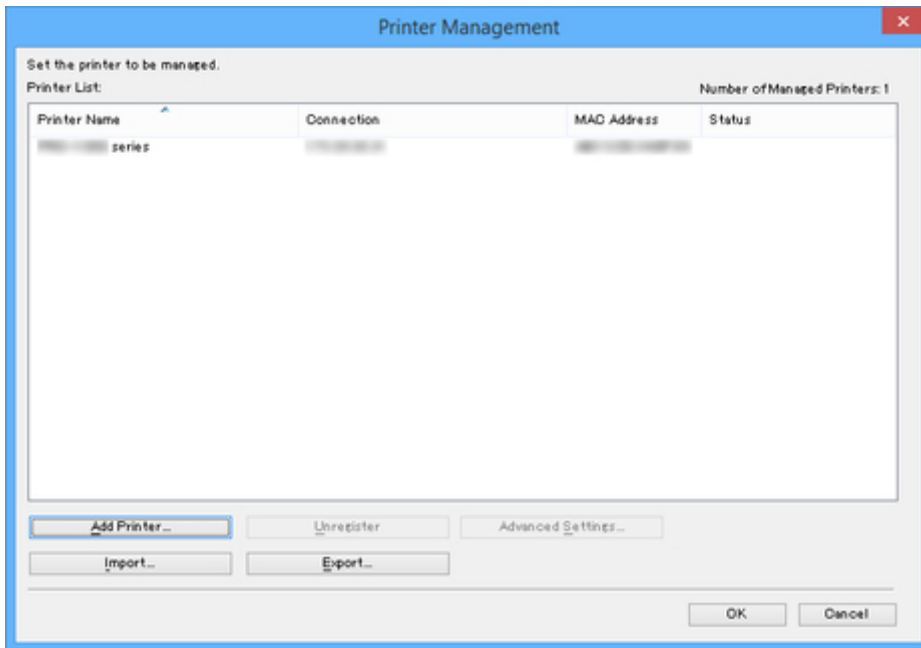 Printer Management
Set the printer to be managed.
Printer List:
Number of Managed Printers: 1
Printer Name Connection MAC Address Status
series
Add Printer... Unregister Advanced Settings...
Import... Export...
OK Cancel